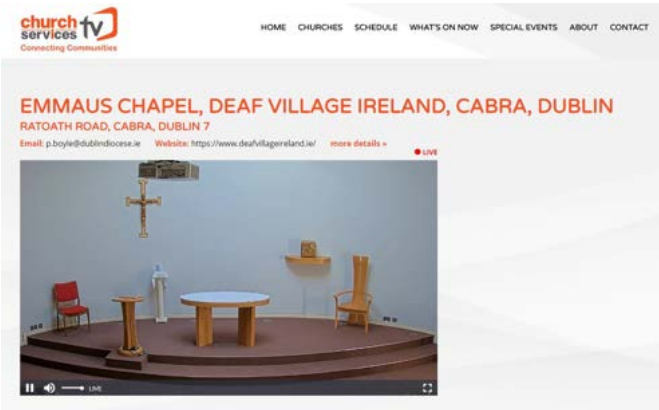 church
services tv
Connecting Communities
HOME CHURCHES SCHEDULE WHAT'S ON NOW SPECIAL EVENTS ABOUT CONTACT
EMMAUS CHAPEL, DEAF VILLAGE IRELAND, CABRA, DUBLIN
RATOATH ROAD, CABRA, DUBLIN 7
Email: p.boyle@dublindiocese.ie Website: https://www.deafvillageireland.ie/ more details »
LIVE
LIVE